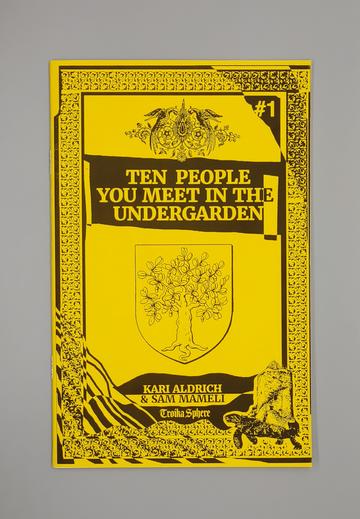 #1
TEN PEOPLE
YOU MEET IN THE
UNDERGARDEN
KARI ALDRICH
& SAM MAMELI
Troika Sphere